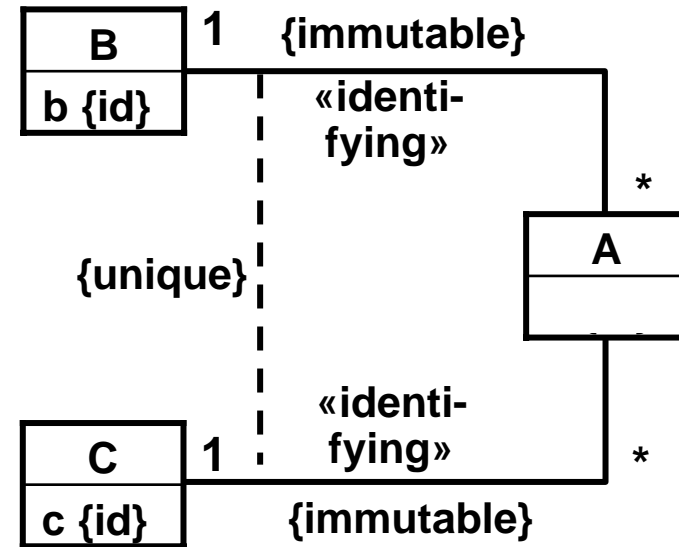 B
b {id}
1
{immutable}
«identi-
fying»
*
A
{unique}
C
c {id}
1
«identi-
fying»
*
{immutable}